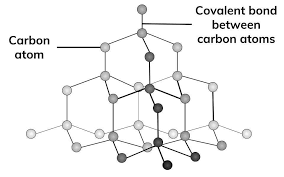 Carbon
atom
Covalent bond
between
carbon atoms